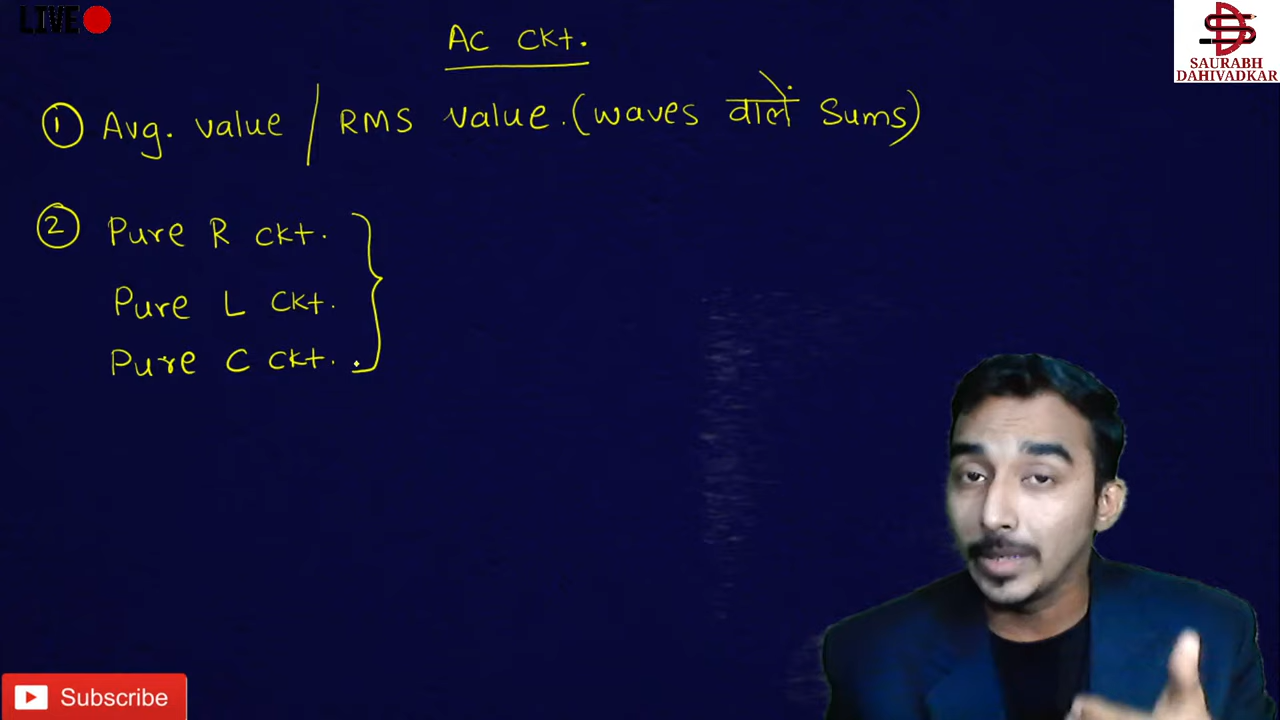 LIVE
AC CKt.
SAURABH
DAHIVADKAR
① Avg. value / RMS value. (waves वाले Sums)
② Pure R CKt.
Pure L CKt.
Pure C CKt.
Subscribe